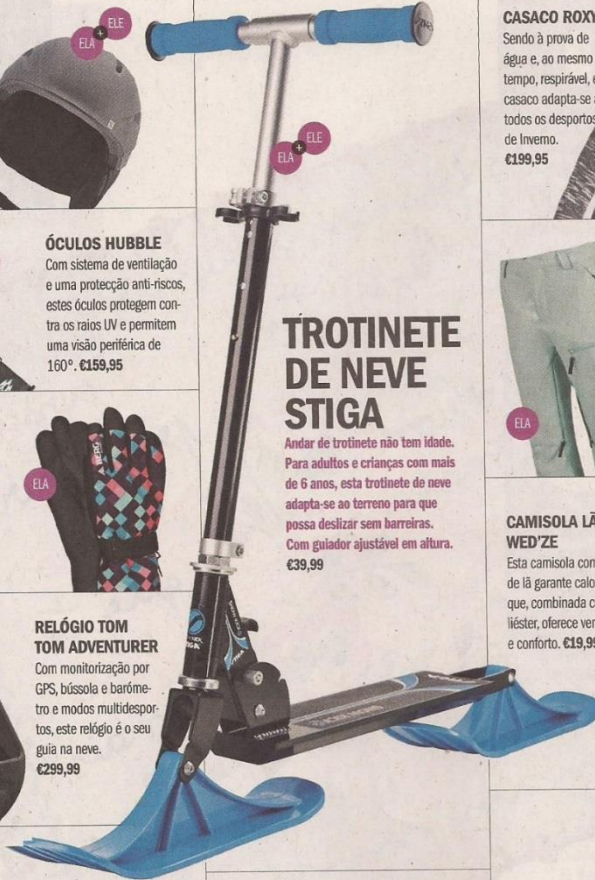 ELA + ELE
ÓCULOS HUBBLE
Com sistema de ventilação
e uma protecção anti-riscos,
estes óculos protegem con-
tra os raios UV e permitem
uma visão periférica de
160°. €159,95
ELA
RELÓGIO TOM
TOM ADVENTURER
Com monitorização por
GPS, bússola e baróme-
tro e modos multidespor-
tos, este relógio é o seu
guia na neve.
€299,99
ELA + ELE
TROTINETE
DE NEVE
STIGA
Andar de trotinete não tem idade.
Para adultos e crianças com mais
de 6 anos, esta trotinete de neve
adapta-se ao terreno para que
possa deslizar sem barreiras.
Com guiador ajustável em altura.
€39,99
CASACO ROXY
Sendo à prova de
água e, ao mesmo
tempo, respirável, e
casaco adapta-se a
todos os desportos
de Inverno.
€199,95
ELA
CAMISOLA LÃ
WED'ZE
Esta camisola con
de lã garante calo
que, combinada c
liéster, oferece ver
e conforto. €19,99